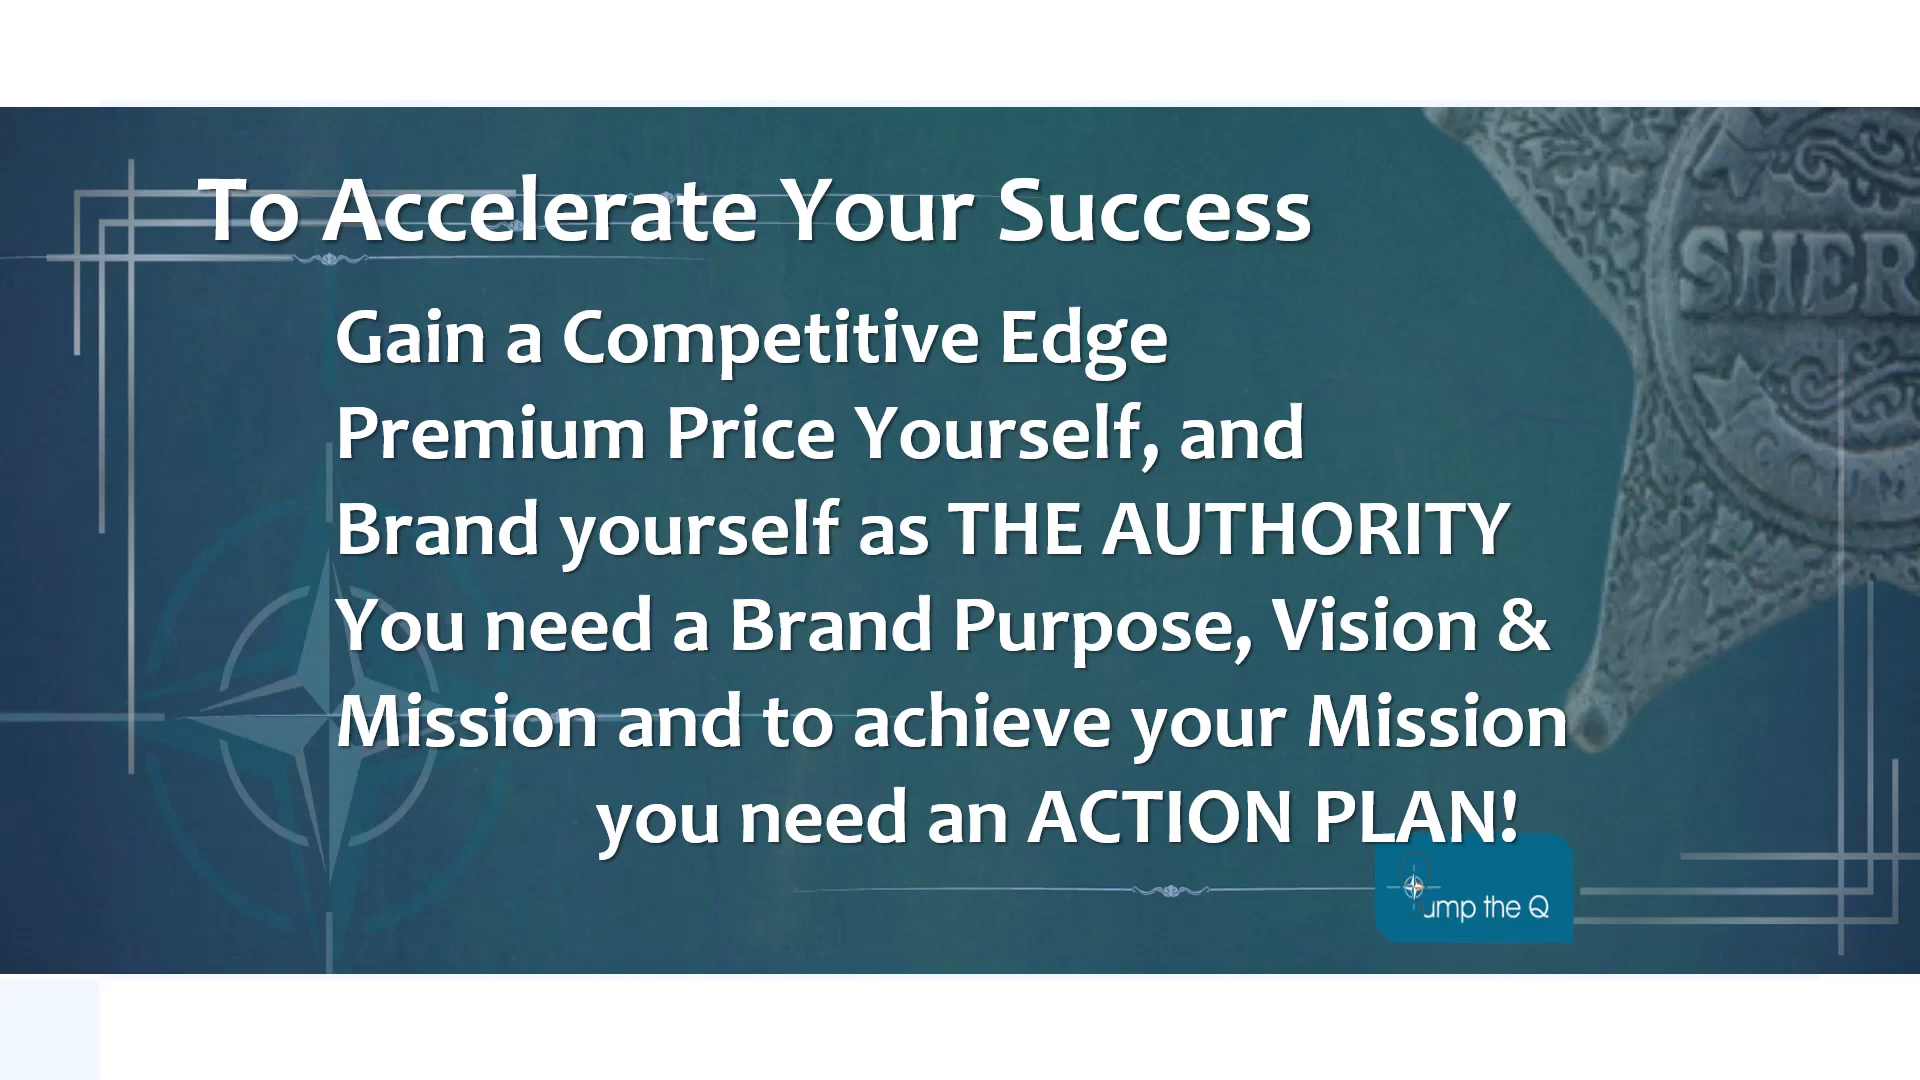 To Accelerate Your Success
Gain a Competitive Edge
Premium Price Yourself, and
Brand yourself as THE AUTHORITY
You need a Brand Purpose, Vision &
Mission and to achieve your Mission
you need an ACTION PLAN!
ump the Q